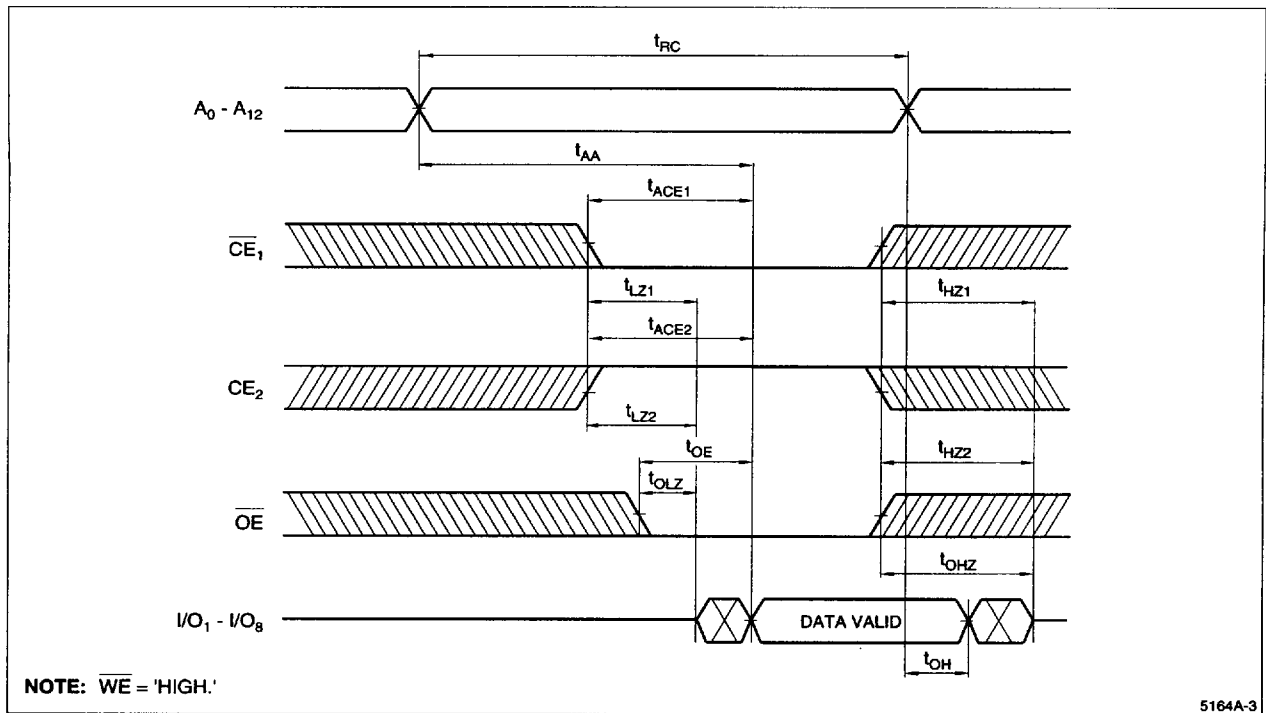 tRC
A0 - A12
tAA
tACE1
CE1
tLZ1
tHZ1
tACE2
CE2
tLZ2
tOE
tHZ2
tOLZ
OE
tOHZ
I/O1 - I/O8
DATA VALID
tOH
NOTE: WE = 'HIGH.'
5164A-3